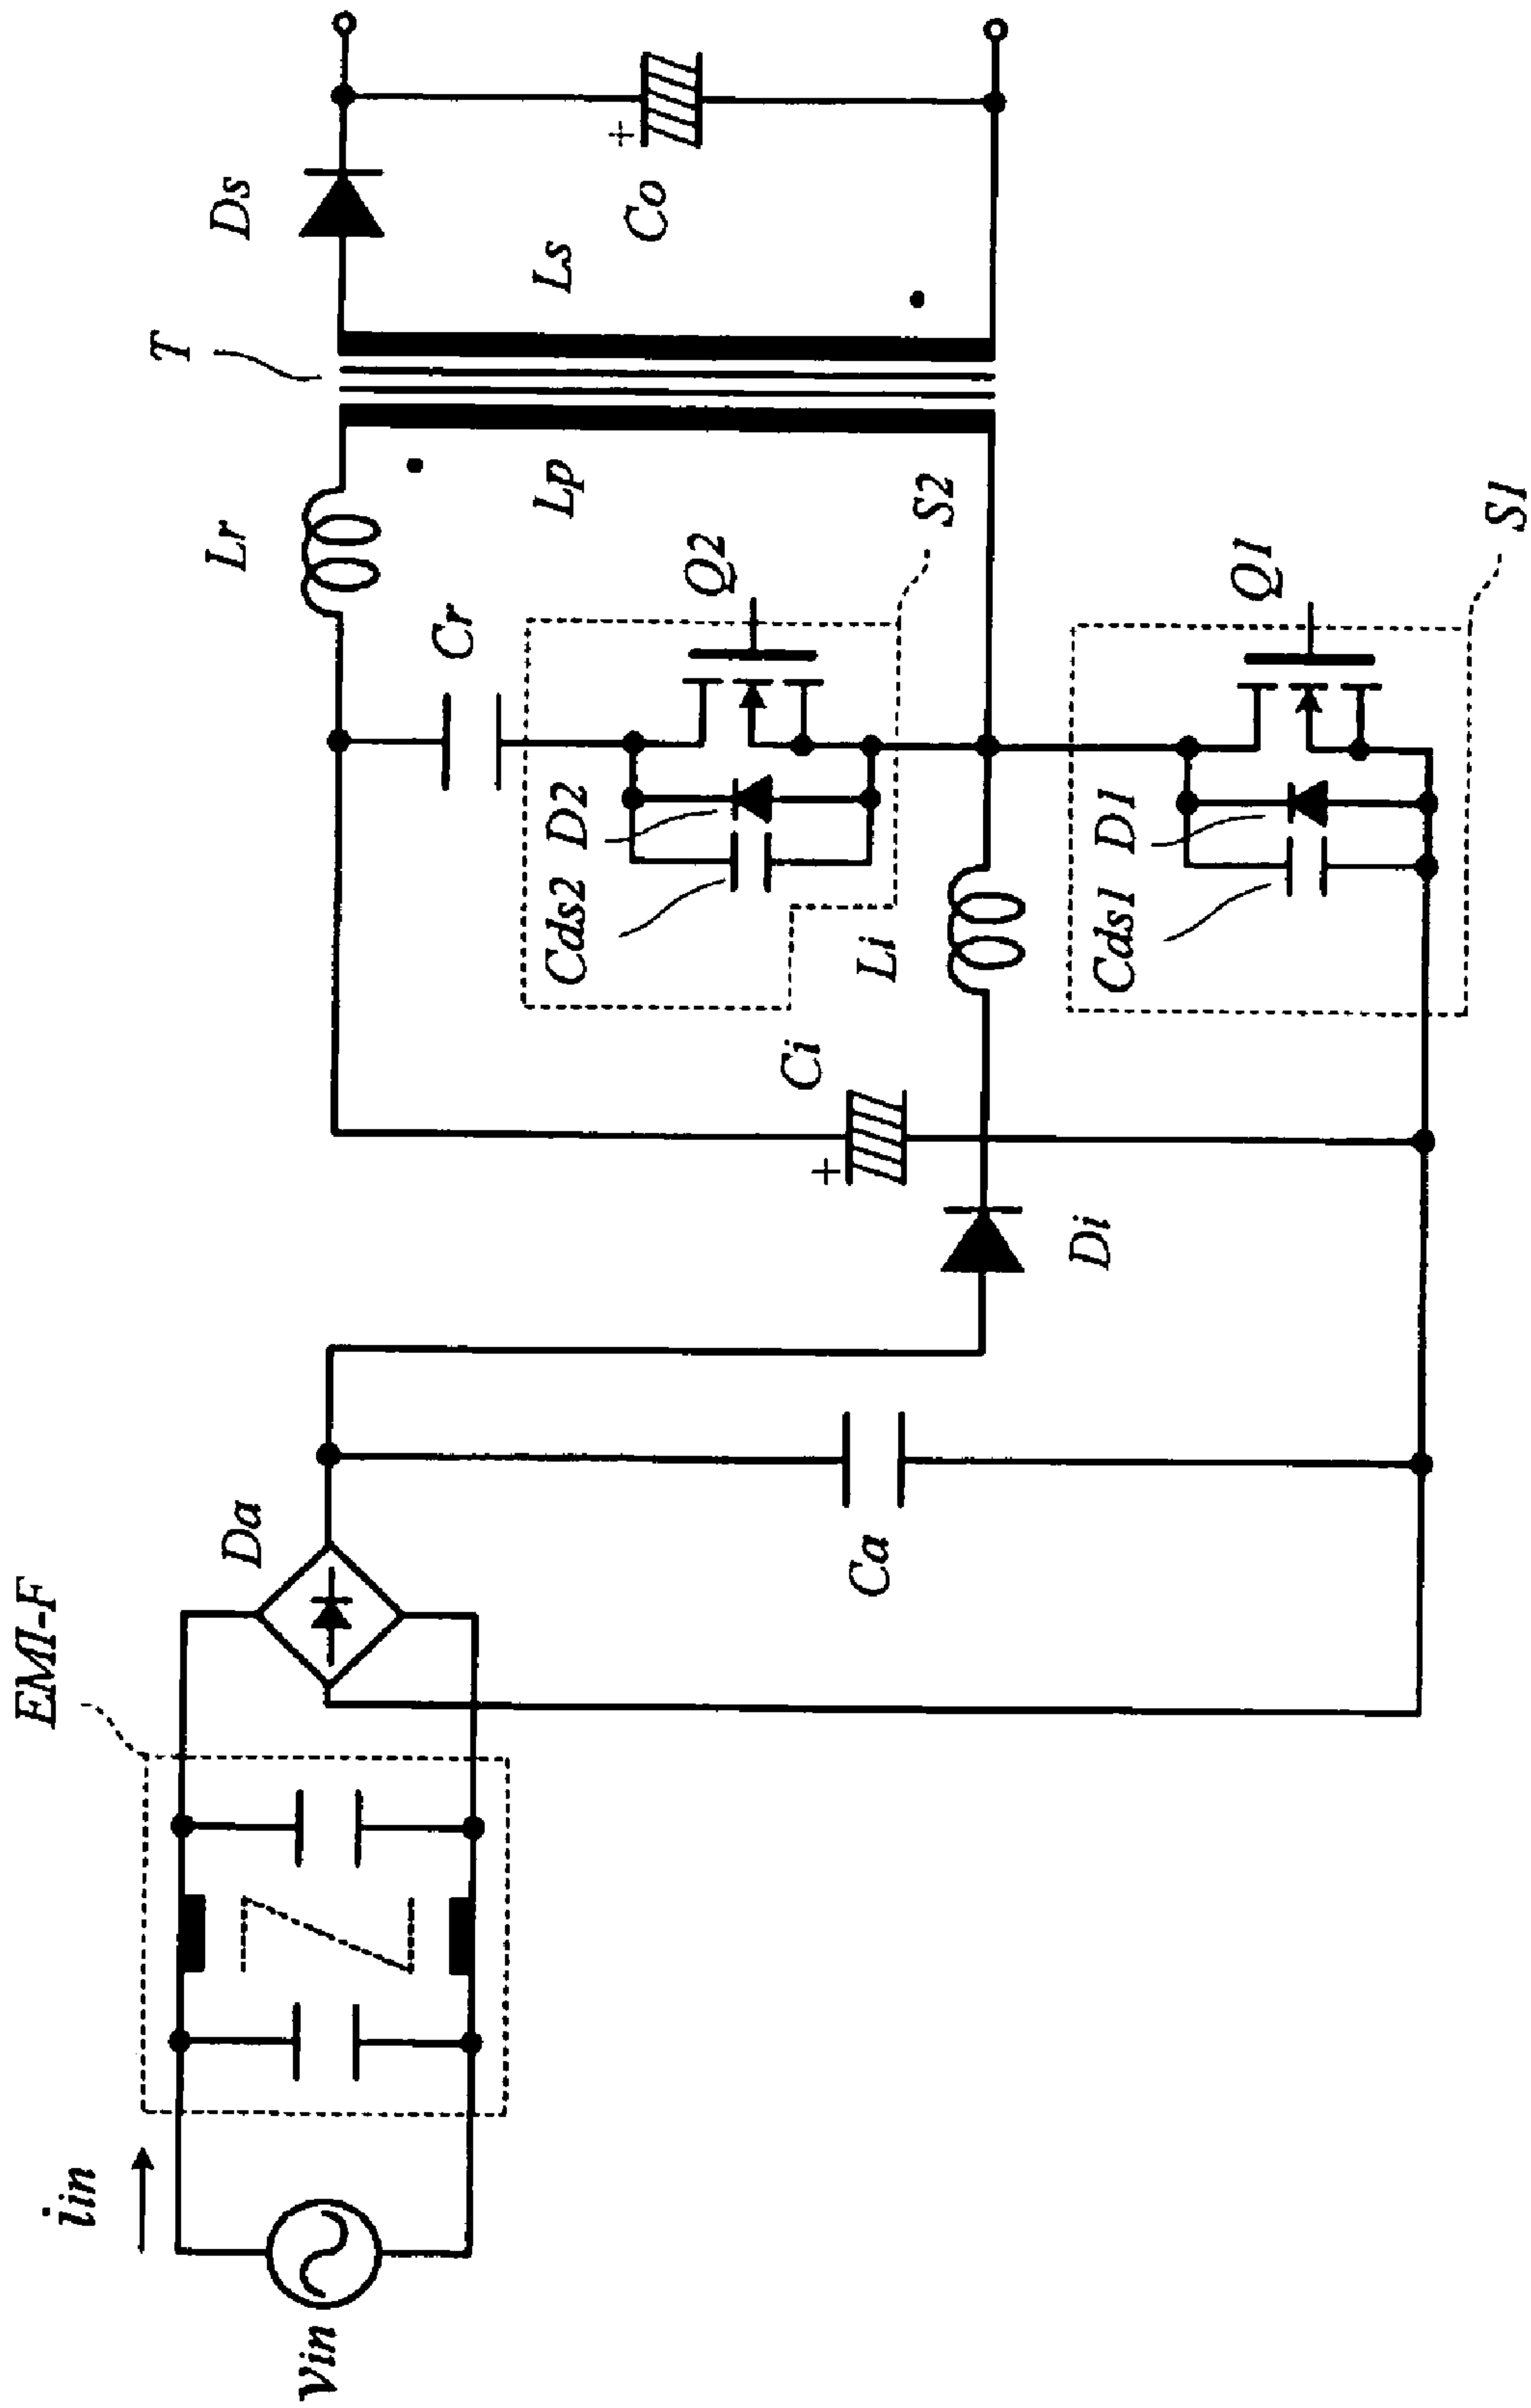 Vin
iin
EMI-F
Da
Ca
Di
Ci
+
Li
Cds2
D2
Q2
S2
Cds1
D1
Q1
S1
Cr
Lr
Lp
T
Ls
Ds
Co
+